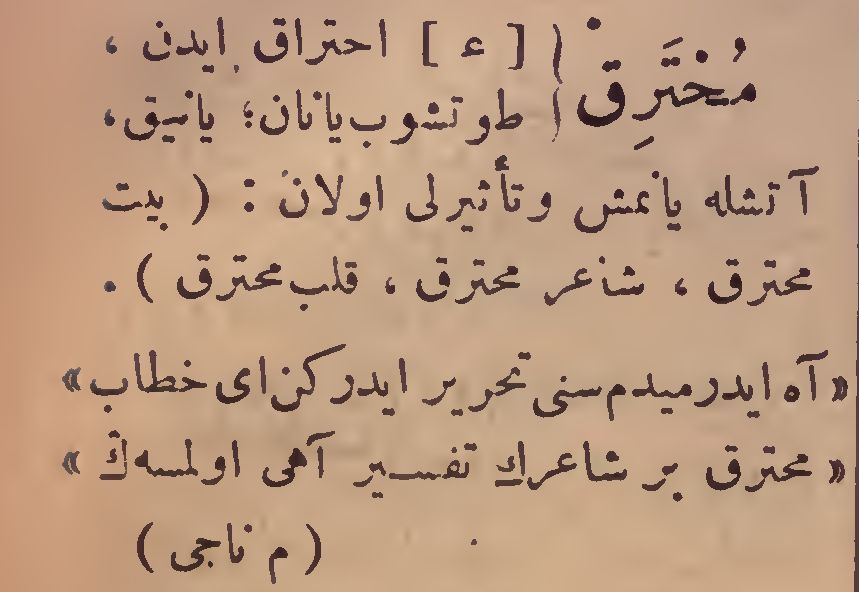 مُحْتَرِق [ ع ] احتراق ایدن ،
طوتشوب یانان؛ یانیق،
آتشله یانمش وتأثیرلی اولان : ( بیت
محترق ، شاعر محترق ، قلب محترق ) .
« آه ایدرمیدم سنی تحریر ایدرکن ای خطاب »
« محترق بر شاعرك تفسیر آهی اولمسه‌ڭ »
( م ناجی )